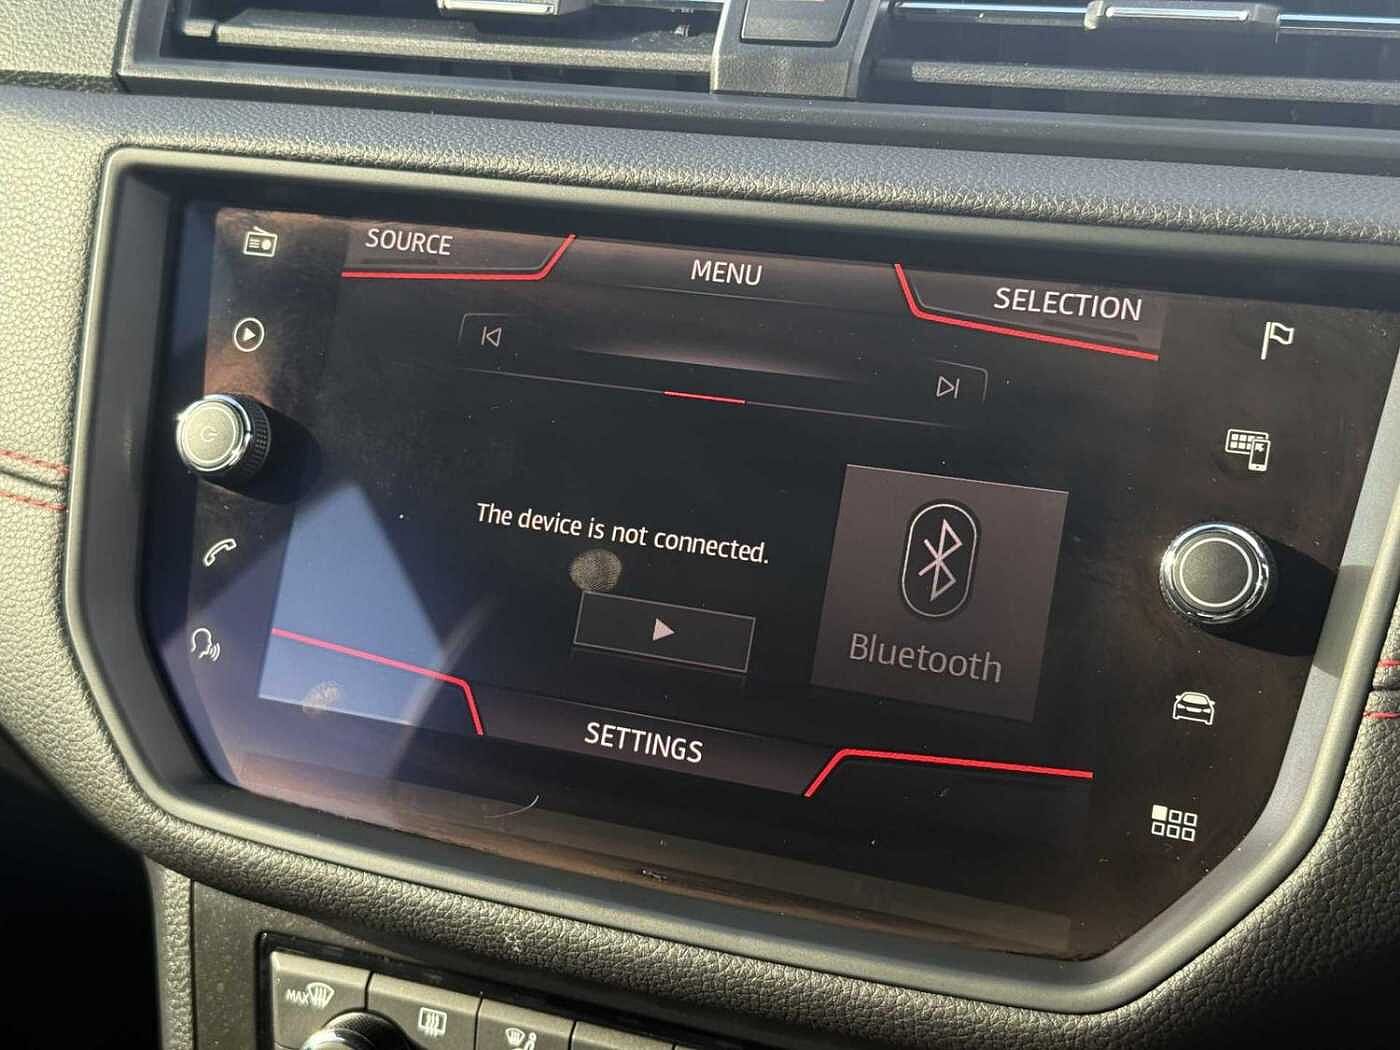 SOURCE
MENU
SELECTION
The device is not connected.
Bluetooth
SETTINGS
MAX